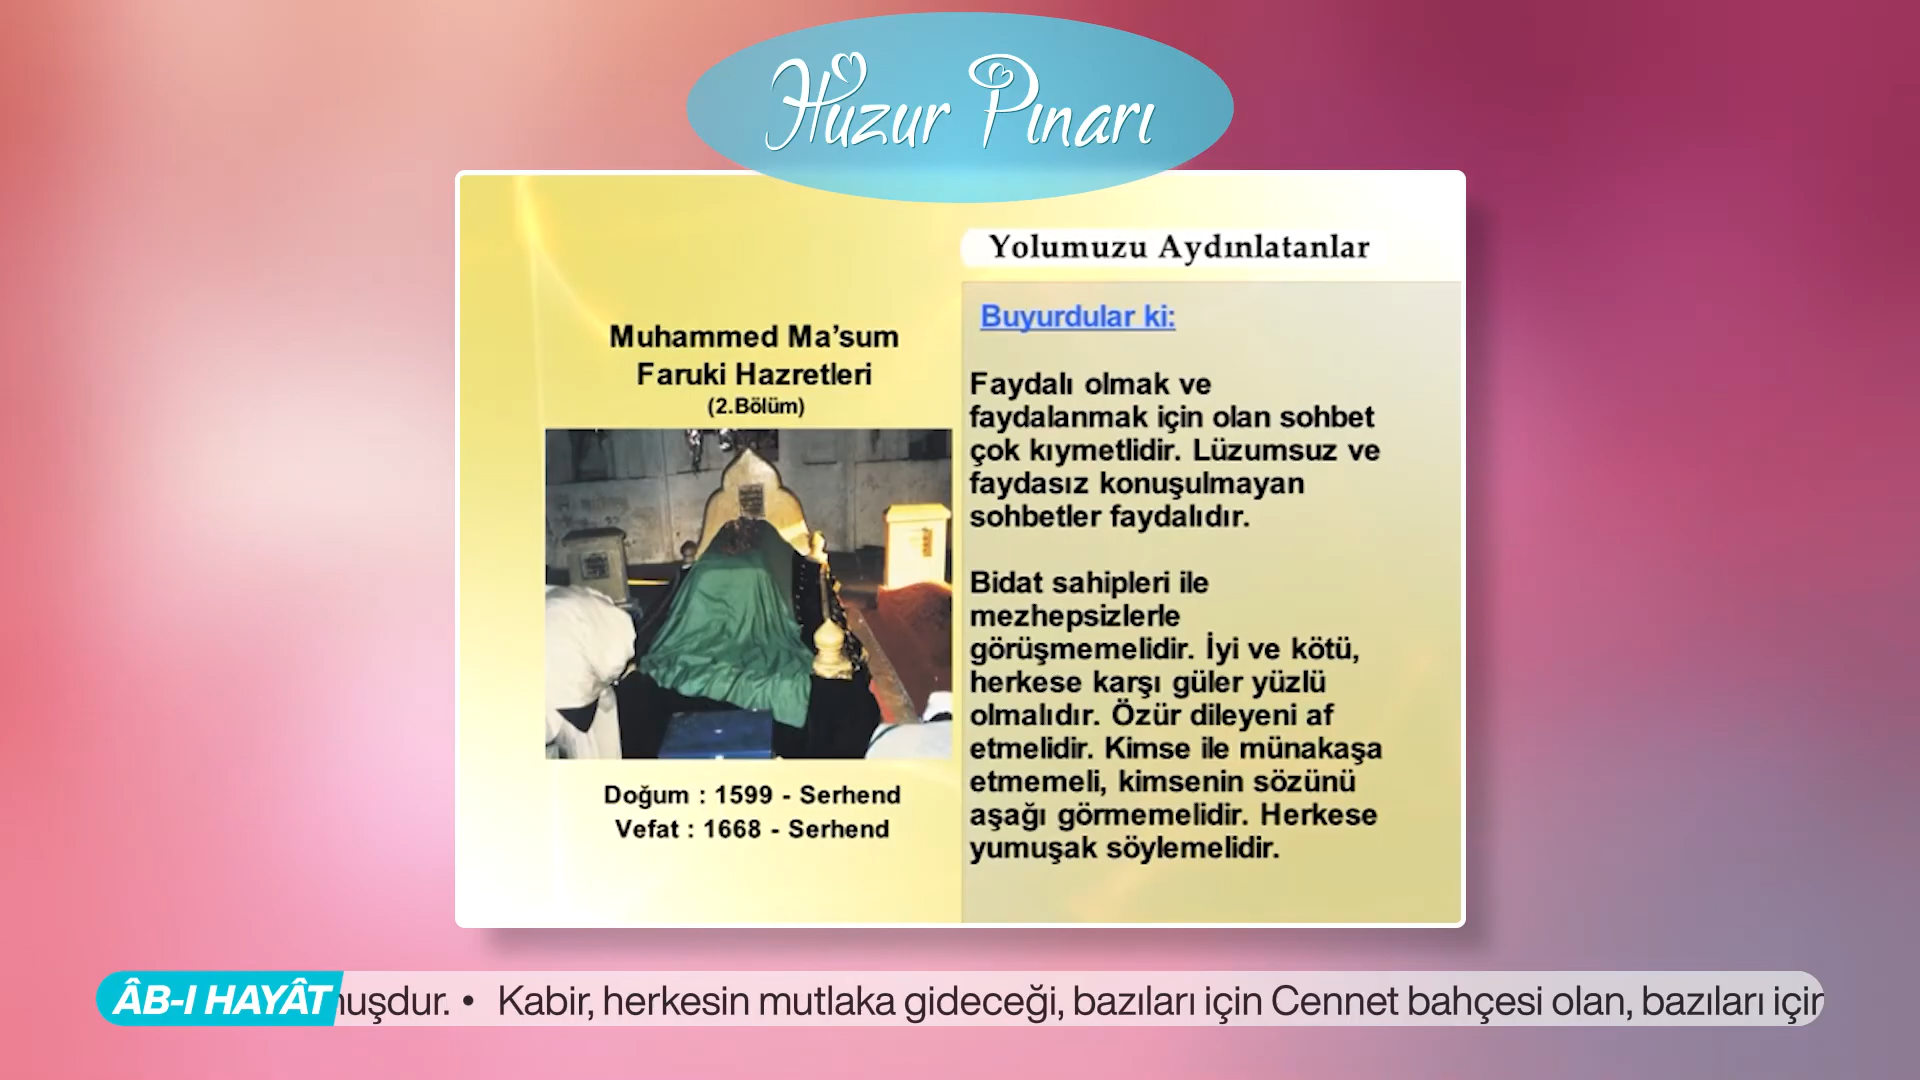 Huzur Pınarı
Yolumuzu Aydınlatanlar
Muhammed Ma'sum
Faruki Hazretleri
(2.Bölüm)
Doğum : 1599 - Serhend
Vefat : 1668 - Serhend
Buyurdular ki:
Faydalı olmak ve
faydalanmak için olan sohbet
çok kıymetlidir. Lüzumsuz ve
faydasız konuşulmayan
sohbetler faydalıdır.
Bidat sahipleri ile
mezhepsizlerle
görüşmemelidir. İyi ve kötü,
herkese karşı güler yüzlü
olmalıdır. Özür dileyeni af
etmelidir. Kimse ile münakaşa
etmemeli, kimsenin sözünü
aşağı görmemelidir. Herkese
yumuşak söylemelidir.
ÂB-I HAYÂT
• Kabir, herkesin mutlaka gideceği, bazıları için Cennet bahçesi olan, bazıları için